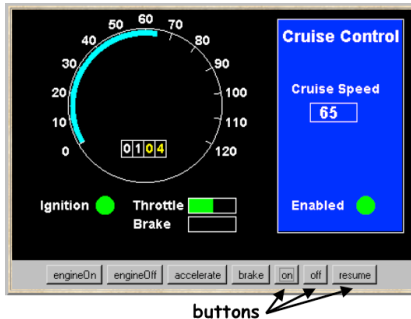 50 60 70
40 80
30 90
20 100
10 110
0 120
0104
Ignition Throttle
Brake
Cruise Control
Cruise Speed
65
Enabled
engineOn engineOff accelerate brake on off resume
buttons